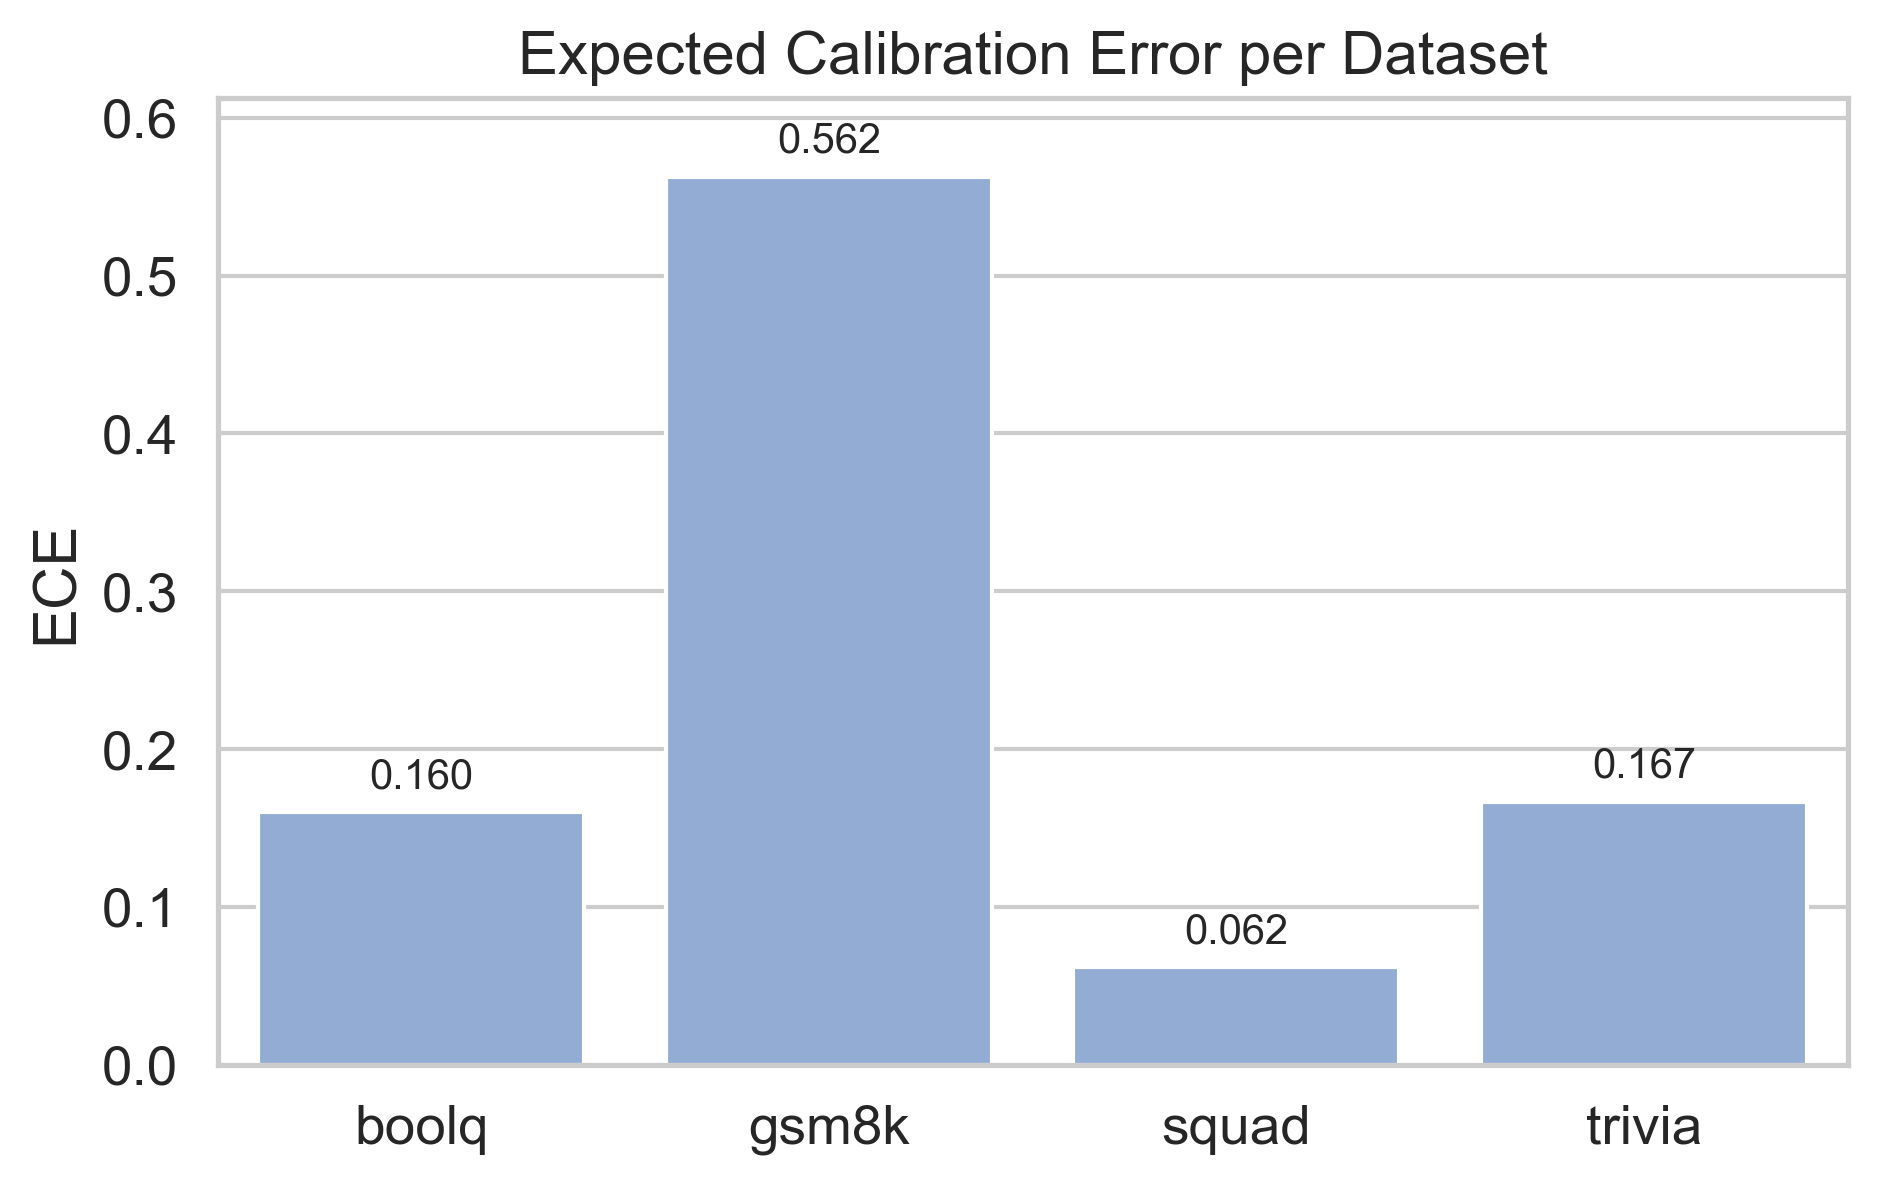 Expected Calibration Error per Dataset
ECE
0.6
0.5
0.4
0.3
0.2
0.1
0.0
0.160
0.562
0.062
0.167
boolq
gsm8k
squad
trivia